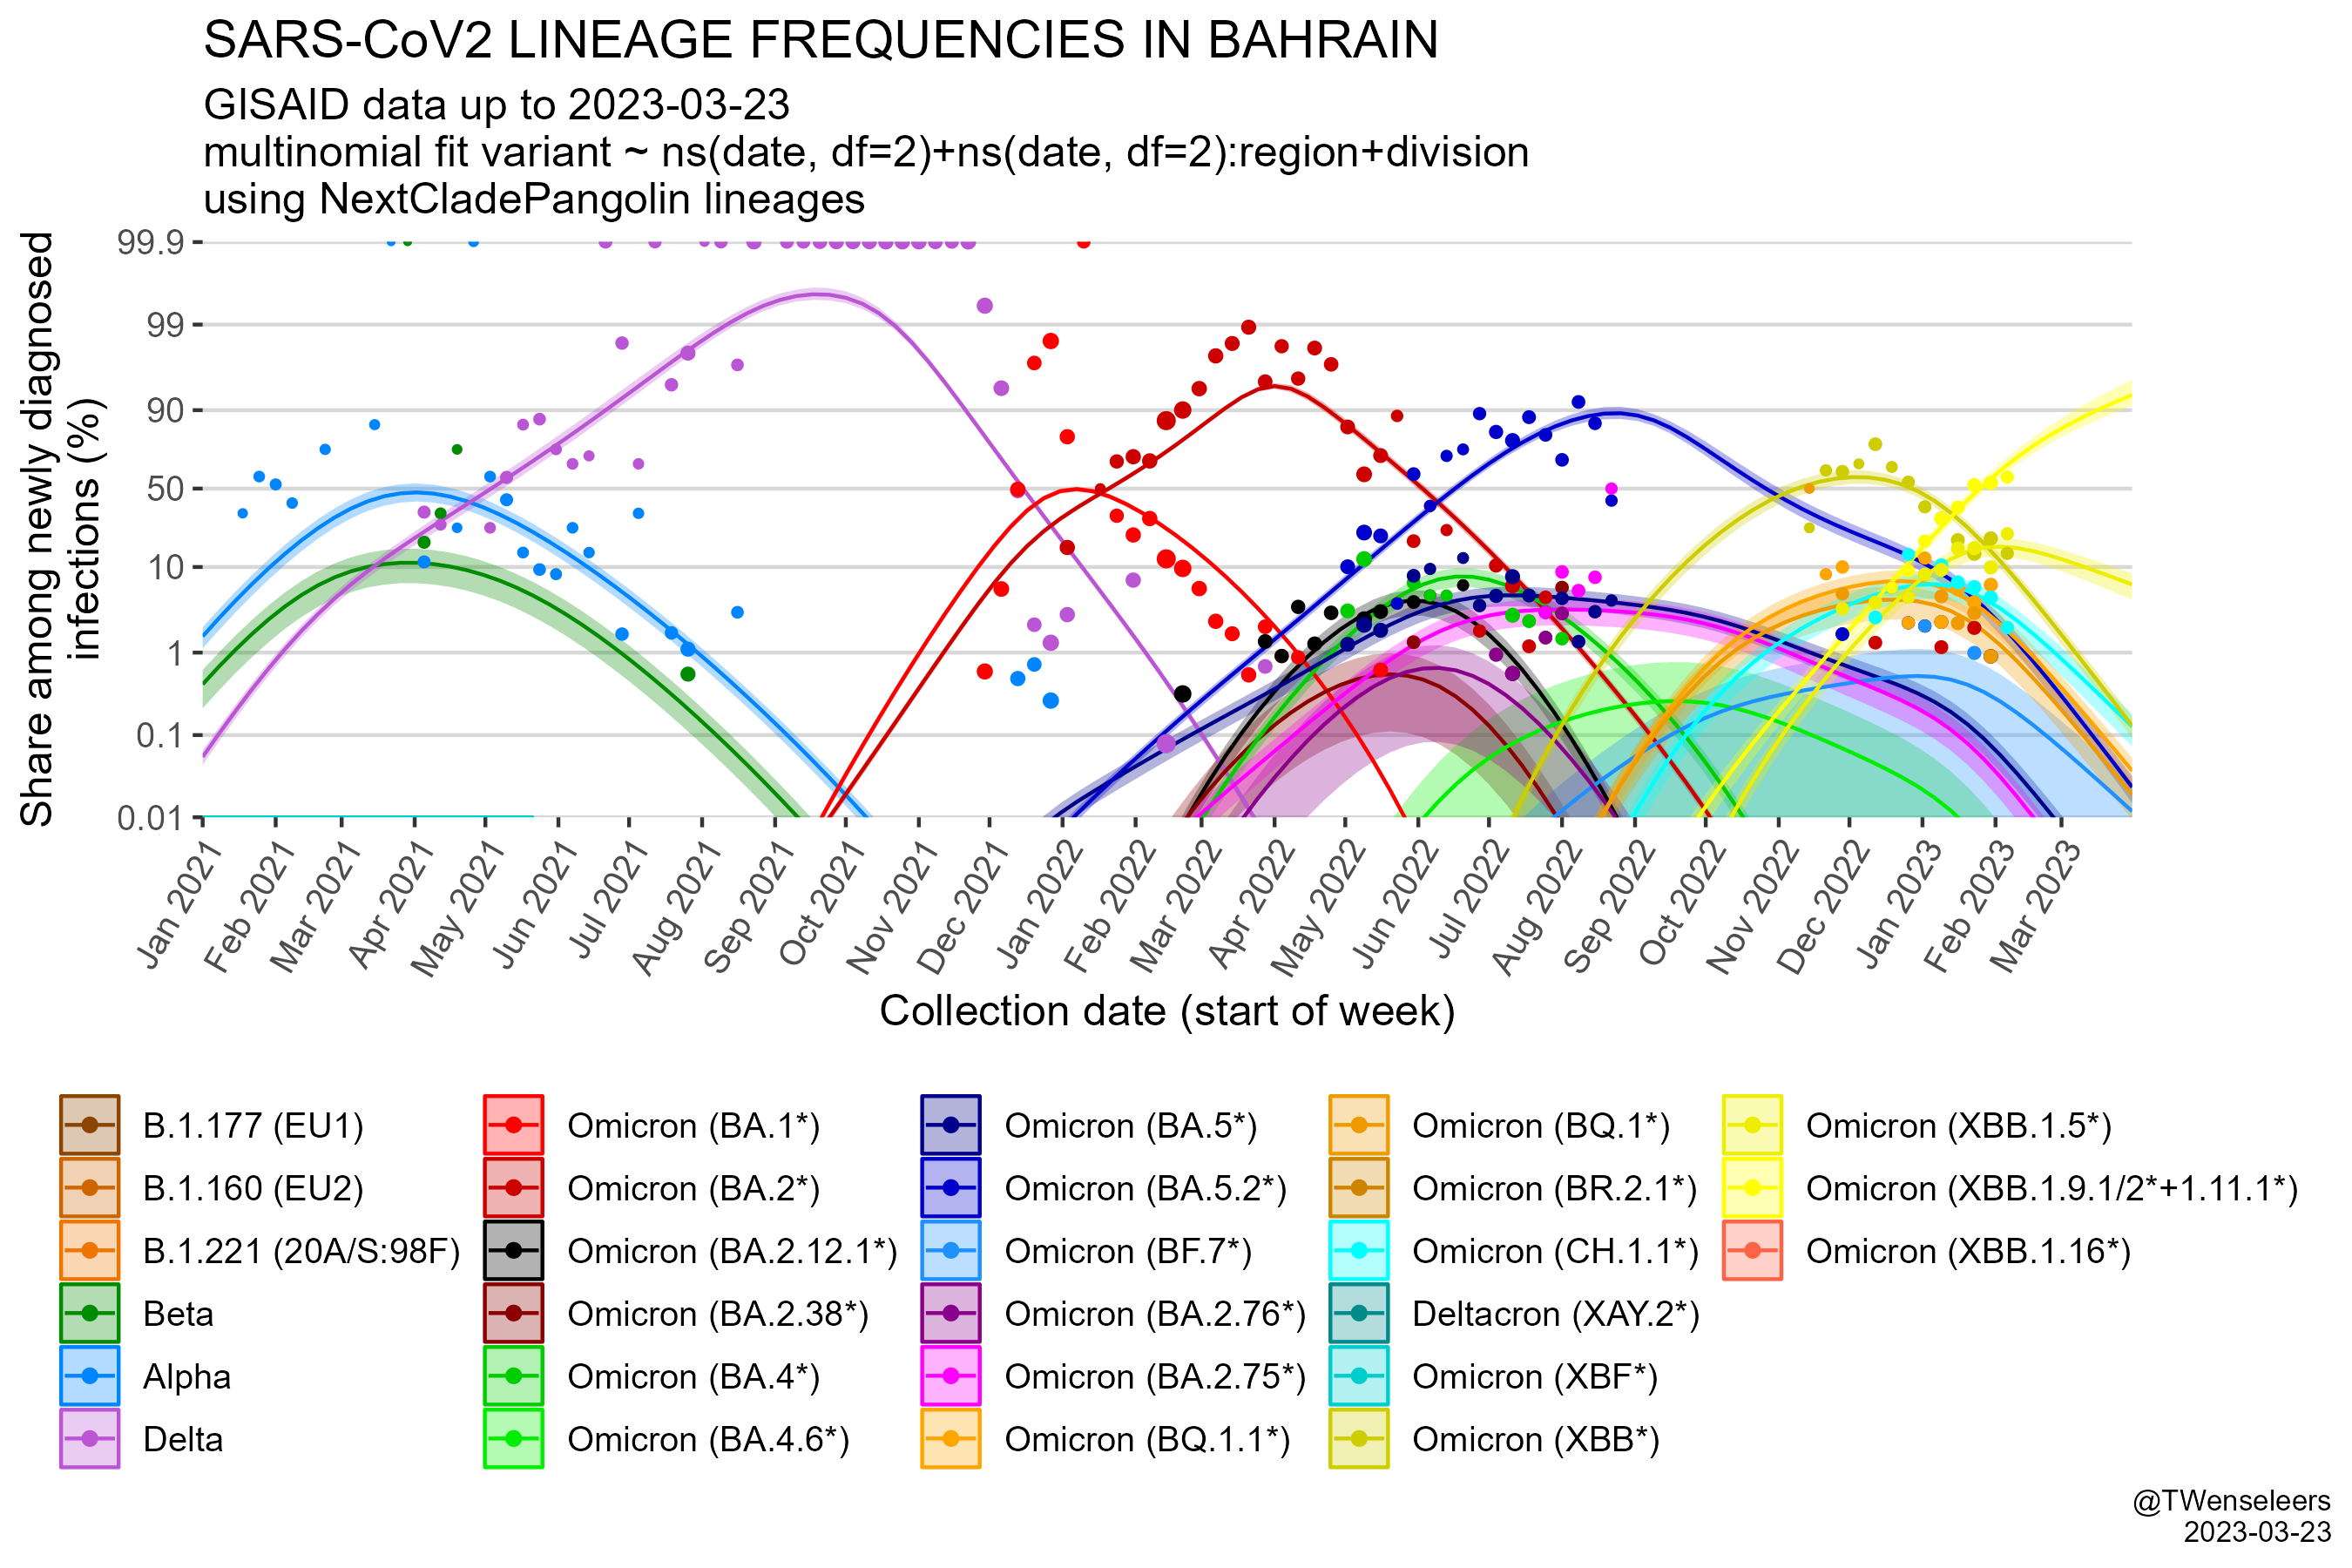 SARS-CoV2 LINEAGE FREQUENCIES IN BAHRAIN
GISAID data up to 2023-03-23
multinomial fit variant ~ ns(date, df=2)+ns(date, df=2):region+division
using NextCladePangolin lineages
Share among newly diagnosed
infections (%)
99.9
99
90
50
10
1
0.1
0.01
Jan 2021
Feb 2021
Mar 2021
Apr 2021
May 2021
Jun 2021
Jul 2021
Aug 2021
Sep 2021
Oct 2021
Nov 2021
Dec 2021
Jan 2022
Feb 2022
Mar 2022
Apr 2022
May 2022
Jun 2022
Jul 2022
Aug 2022
Sep 2022
Oct 2022
Nov 2022
Dec 2022
Jan 2023
Feb 2023
Mar 2023
Collection date (start of week)
B.1.177 (EU1)
B.1.160 (EU2)
B.1.221 (20A/S:98F)
Beta
Alpha
Delta
Omicron (BA.1*)
Omicron (BA.2*)
Omicron (BA.2.12.1*)
Omicron (BA.2.38*)
Omicron (BA.4*)
Omicron (BA.4.6*)
Omicron (BA.5*)
Omicron (BA.5.2*)
Omicron (BF.7*)
Omicron (BA.2.76*)
Omicron (BA.2.75*)
Omicron (BQ.1.1*)
Omicron (BQ.1*)
Omicron (BR.2.1*)
Omicron (CH.1.1*)
Deltacron (XAY.2*)
Omicron (XBF*)
Omicron (XBB*)
Omicron (XBB.1.5*)
Omicron (XBB.1.9.1/2*+1.11.1*)
Omicron (XBB.1.16*)
@TWenseleers
2023-03-23